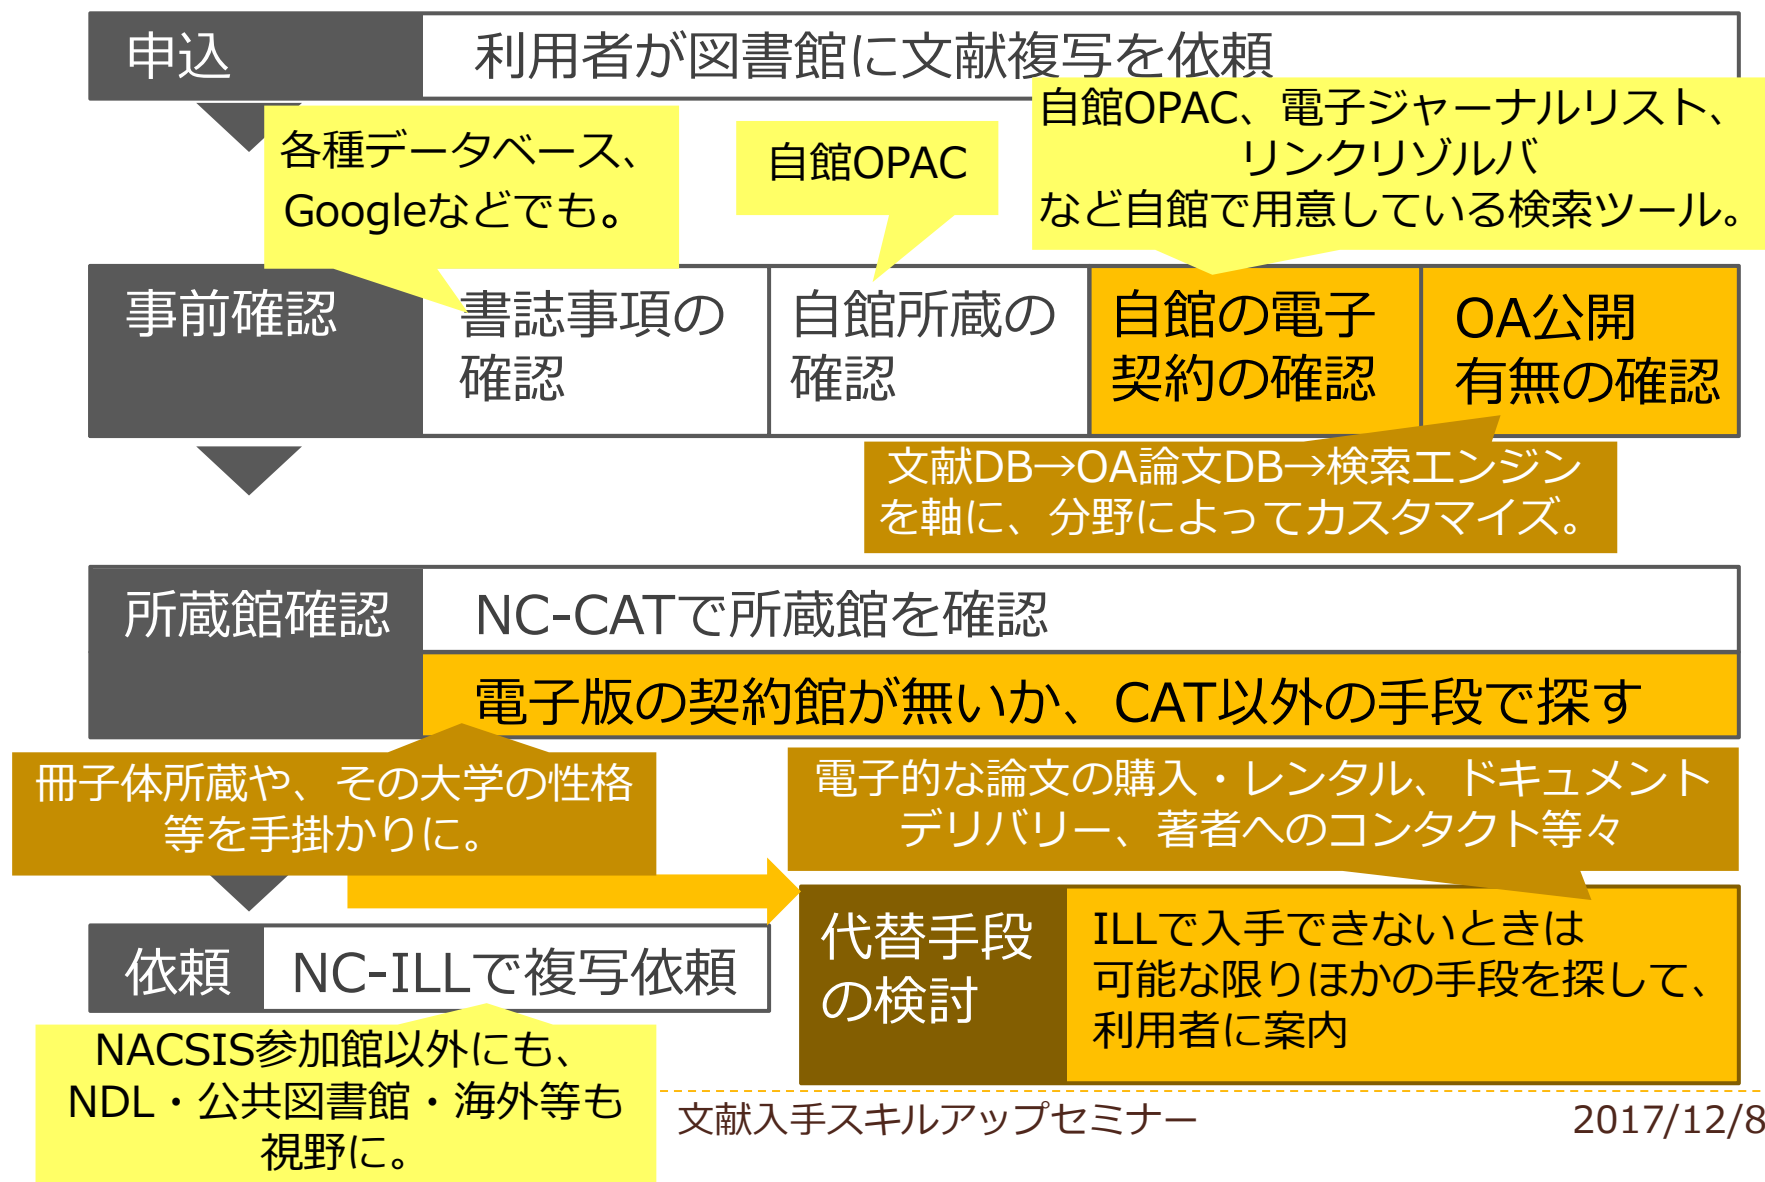 申込
利用者が図書館に文献複写を依頼
各種データベース、
Googleなどでも。
自館OPAC
自館OPAC、電子ジャーナルリスト、
リンクリゾルバ
など自館で用意している検索ツール。
事前確認
書誌事項の
確認
自館所蔵の
確認
自館の電子
契約の確認
OA公開
有無の確認
文献DB→OA論文DB→検索エンジン
を軸に、分野によってカスタマイズ。
所蔵館確認
NC-CATで所蔵館を確認
電子版の契約館が無いか、CAT以外の手段で探す
冊子体所蔵や、その大学の性格
等を手掛かりに。
電子的な論文の購入・レンタル、ドキュメント
デリバリー、著者へのコンタクト等々
依頼
NC-ILLで複写依頼
代替手段
の検討
ILLで入手できないときは
可能な限りほかの手段を探して、
利用者に案内
NACSIS参加館以外にも、
NDL・公共図書館・海外等も
視野に。
文献入手スキルアップセミナー
2017/12/8